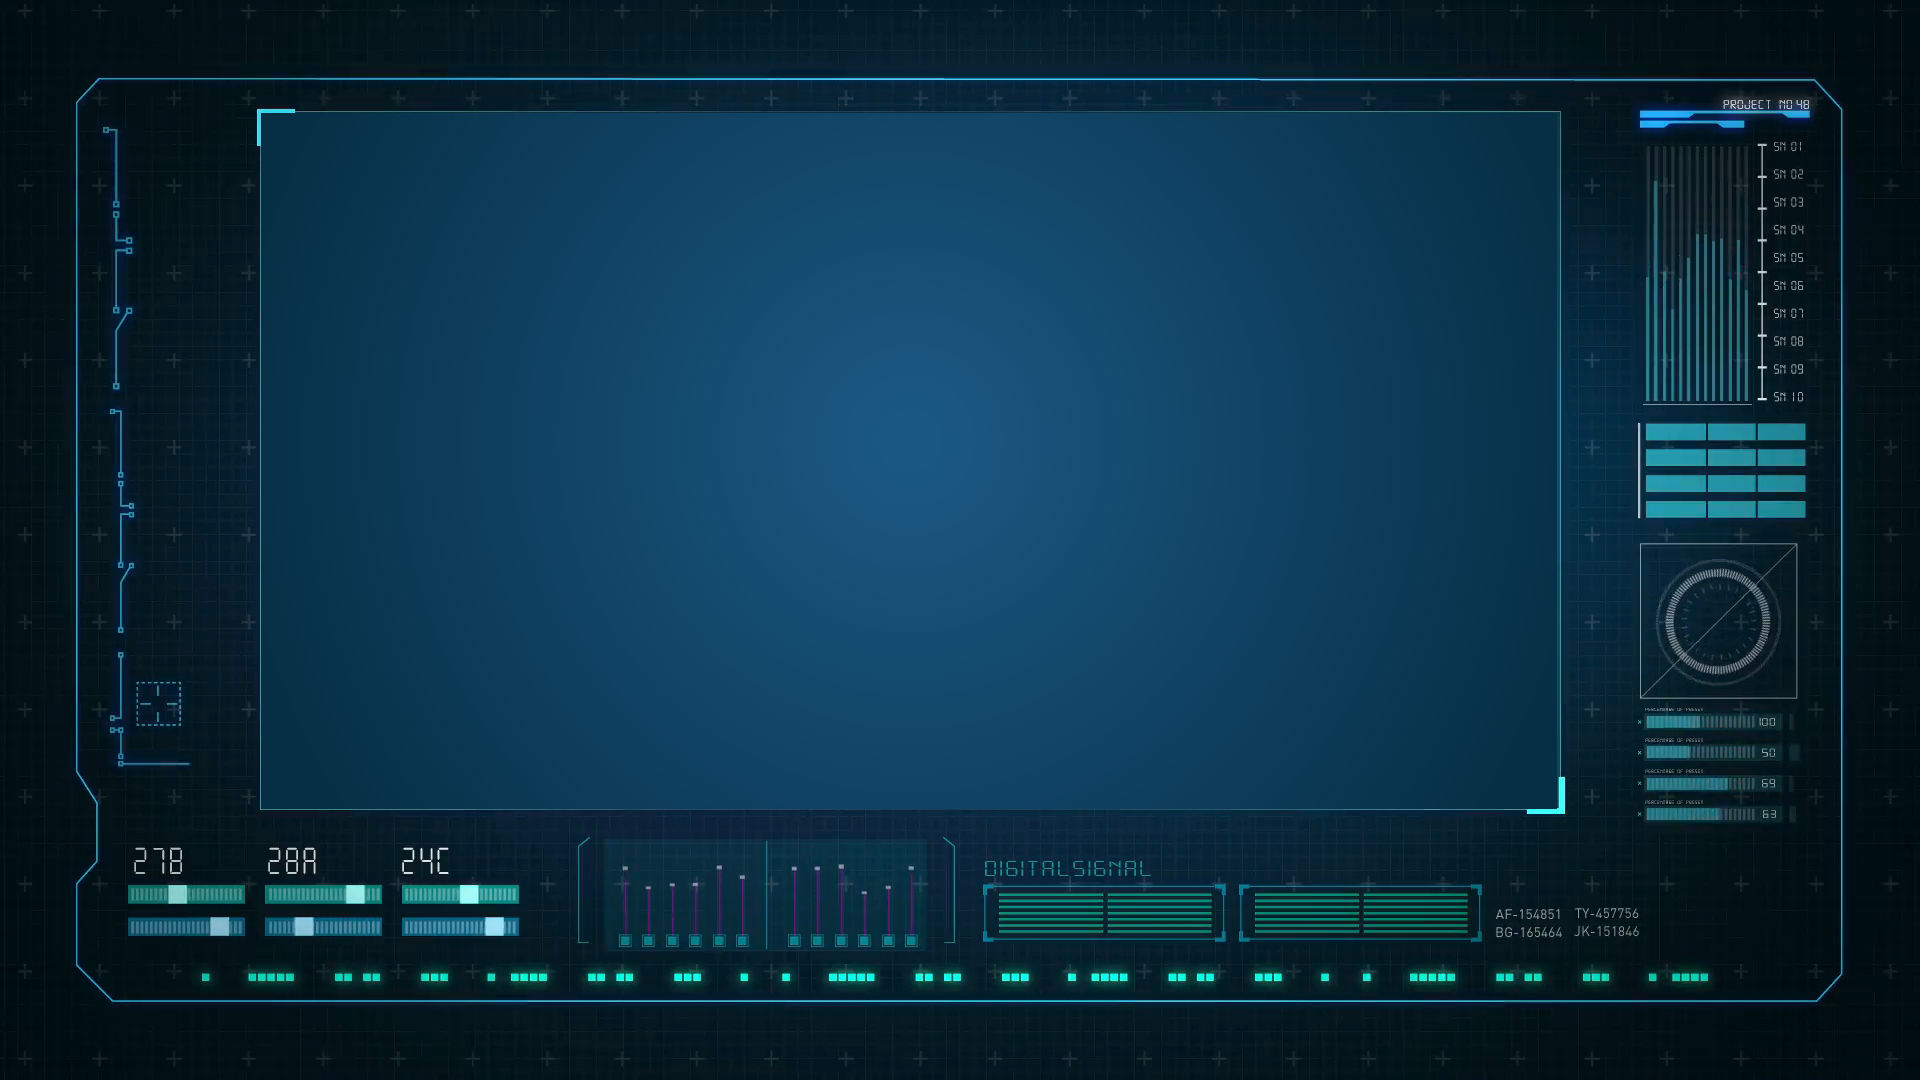 PROJECT NO 48
SN 01
SN 02
SN 03
SN 04
SN 05
SN 06
SN 07
SN 08
SN 09
SN 10
100
50
69
63
27B 28A 24C
DIGITALSIGNAL
AF-154851 TY-457756
BG-165464 JK-151846